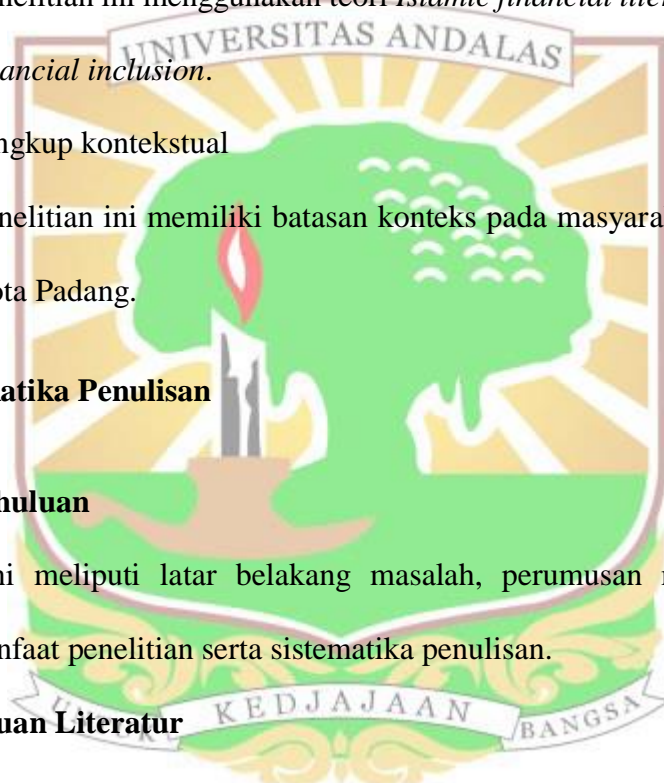 nelitian ini menggunakan teori Islamic financial liter
UNIVERSITAS ANDALAS
ancial inclusion.
ngkup kontekstual
nelitian ini memiliki batasan konteks pada masyara
ota Padang.
atika Penulisan
huluan
ni meliputi latar belakang masalah, perumusan
nfaat penelitian serta sistematika penulisan.
uan Literatur
KEDJAJAAN
BANGSA